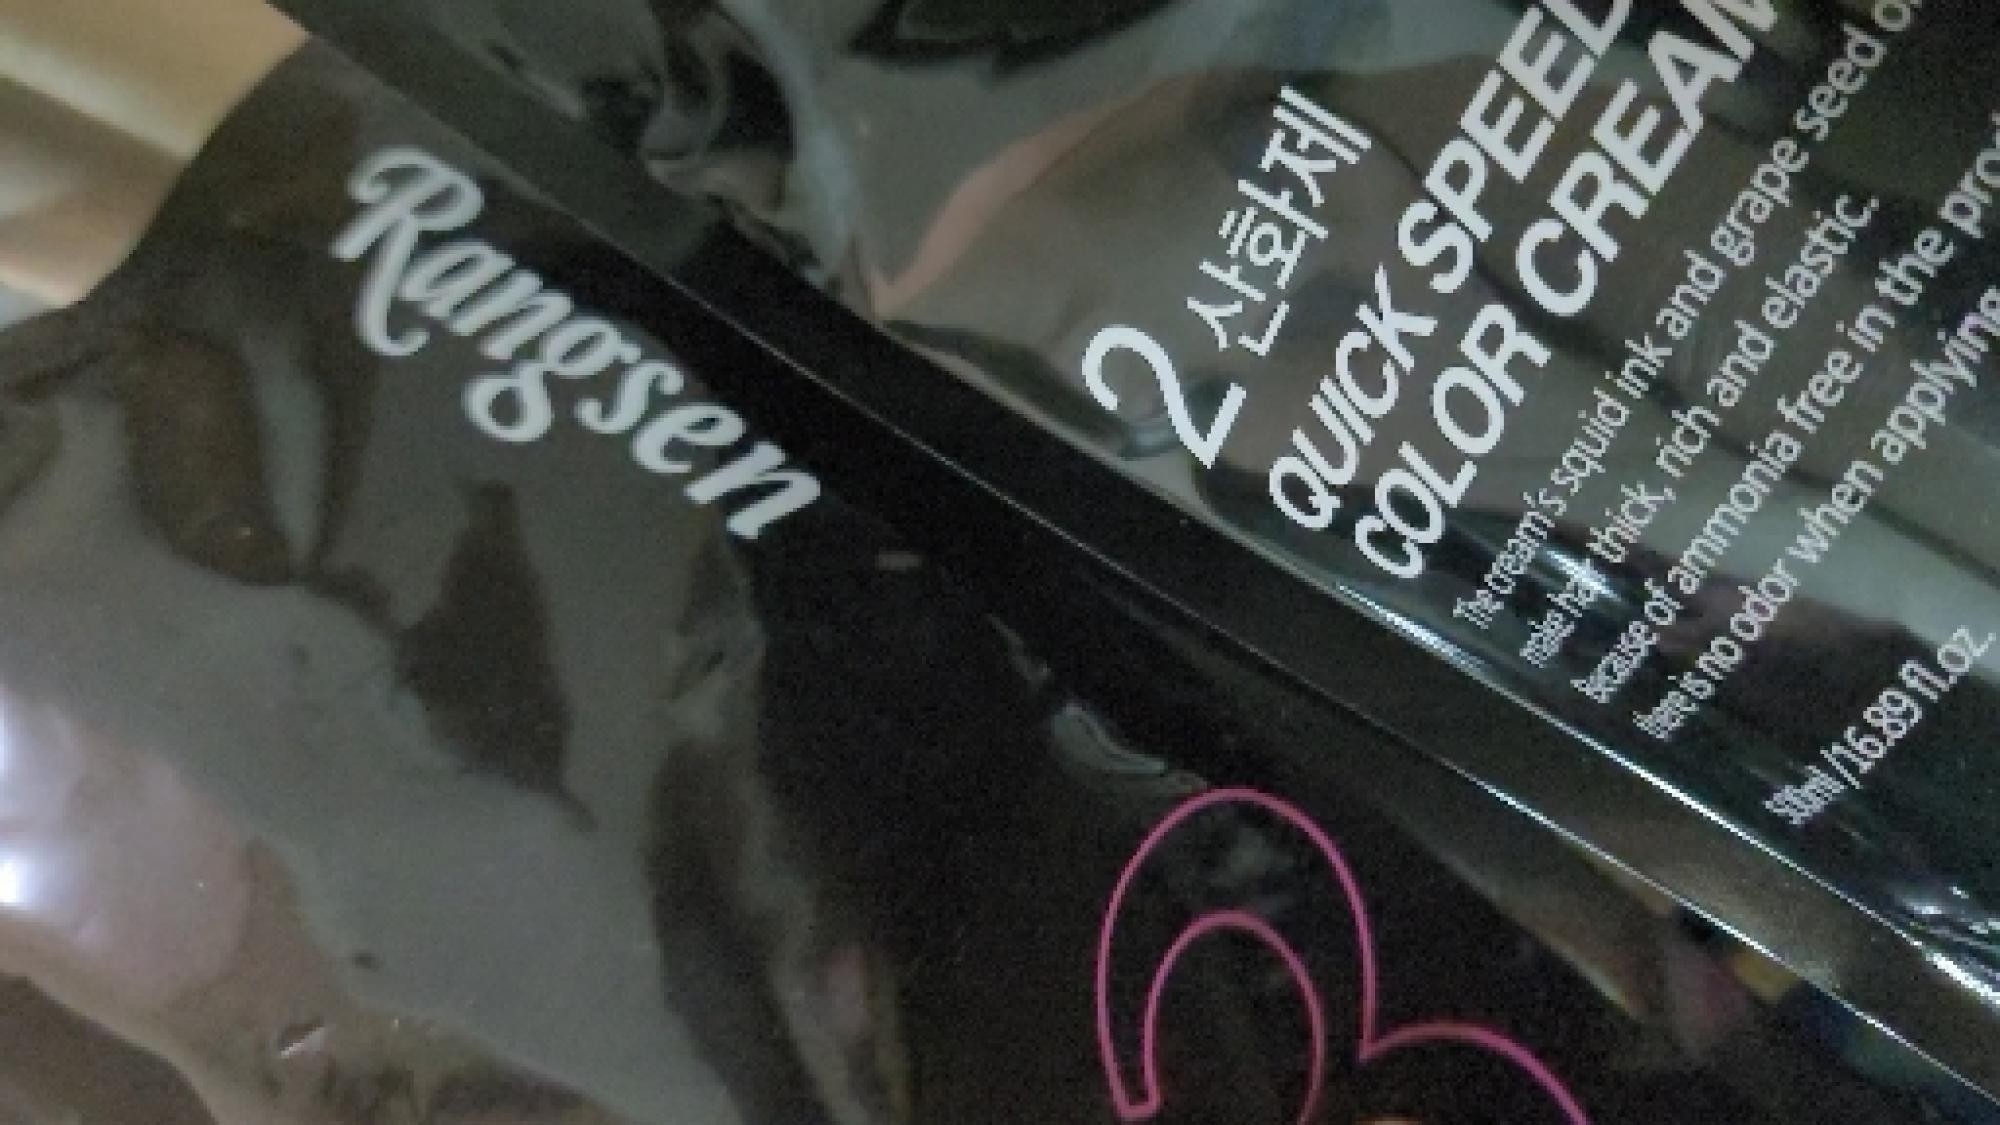 Rangsen
2 산화제
QUICK SPEED
COLOR CREAM
The cream's squid ink and grape seed
make hair thick, rich and elastic.
Because of ammonia free in the
there is no odor when applying
500ml/16.89 fl.oz.